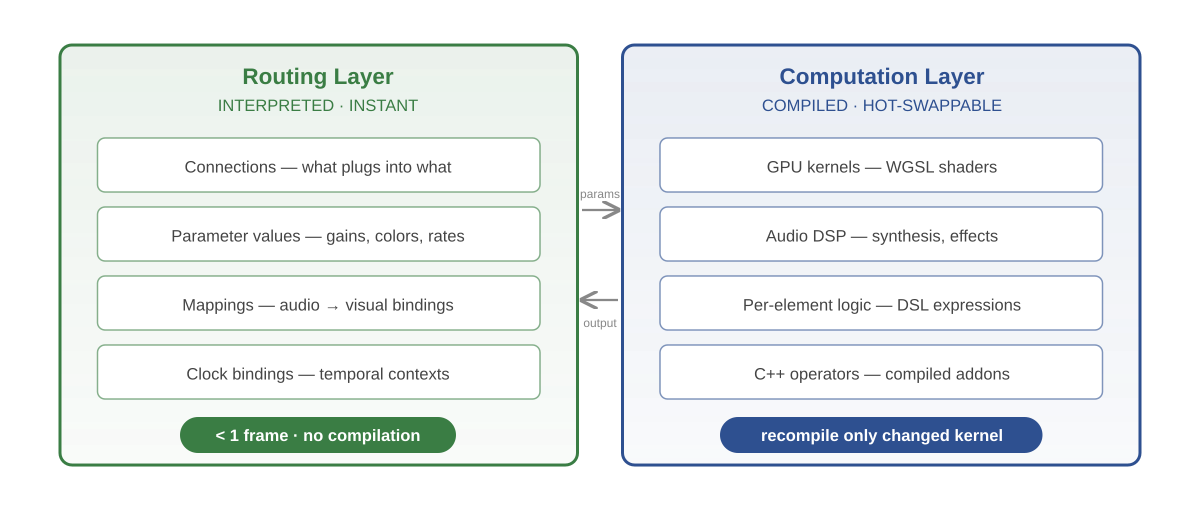 Routing Layer
INTERPRETED · INSTANT
Connections — what plugs into what
Parameter values — gains, colors, rates
Mappings — audio → visual bindings
Clock bindings — temporal contexts
< 1 frame · no compilation
params
output
Computation Layer
COMPILED · HOT-SWAPPABLE
GPU kernels — WGSL shaders
Audio DSP — synthesis, effects
Per-element logic — DSL expressions
C++ operators — compiled addons
recompile only changed kernel